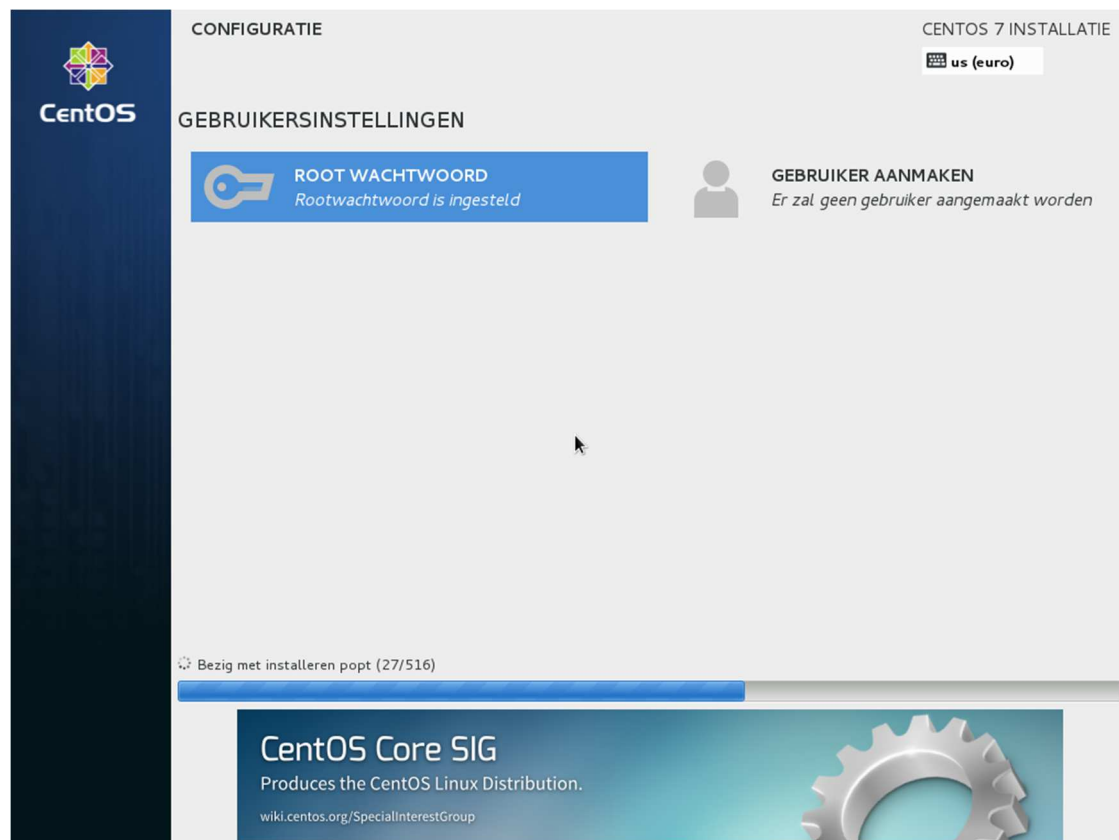 CONFIGURATIE
CENTOS 7 INSTALLATIE
us (euro)
CentOS
GEBRUIKERSINSTELLINGEN
ROOT WACHTWOORD
Rootwachtwoord is ingesteld
GEBRUIKER AANMAKEN
Er zal geen gebruiker aangemaakt worden
Bezig met installeren popt (27/516)
CentOS Core SIG
Produces the CentOS Linux Distribution.
wiki.centos.org/SpecialInterestGroup